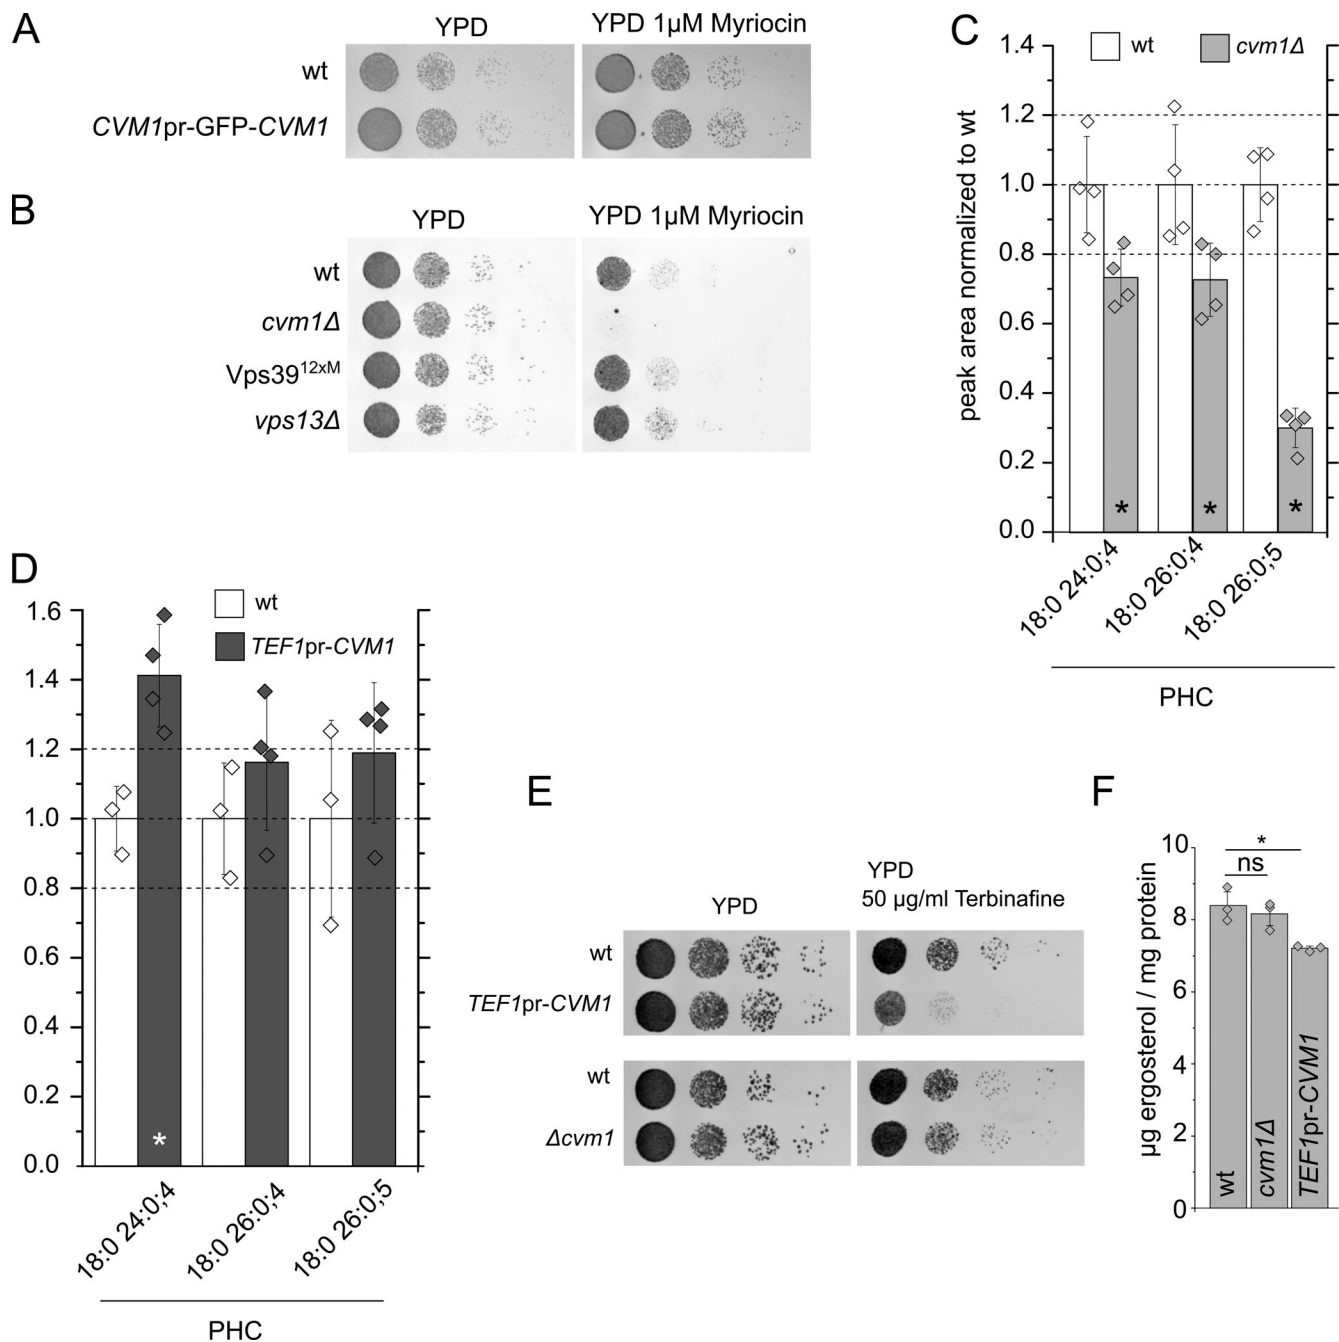 A
YPD
YPD 1µM Myriocin
wt
CVM1pr-GFP-CVM1
B
YPD
YPD 1µM Myriocin
wt
cvm1Δ
Vps39¹²ˣᴹ
vps13Δ
C
wt
cvm1Δ
peak area normalized to wt
1.4
1.2
1.0
0.8
0.6
0.4
0.2
0.0
*
*
*
18:0 24:0;4
18:0 26:0;4
18:0 26:0;5
PHC
D
wt
TEF1pr-CVM1
1.6
1.4
1.2
1.0
0.8
0.6
0.4
0.2
0.0
*
18:0 24:0;4
18:0 26:0;4
18:0 26:0;5
PHC
E
YPD
YPD
50 µg/ml Terbinafine
wt
TEF1pr-CVM1
wt
Δcvm1
F
µg ergosterol / mg protein
10
8
6
4
2
0
*
ns
wt
cvm1Δ
TEF1pr-CVM1